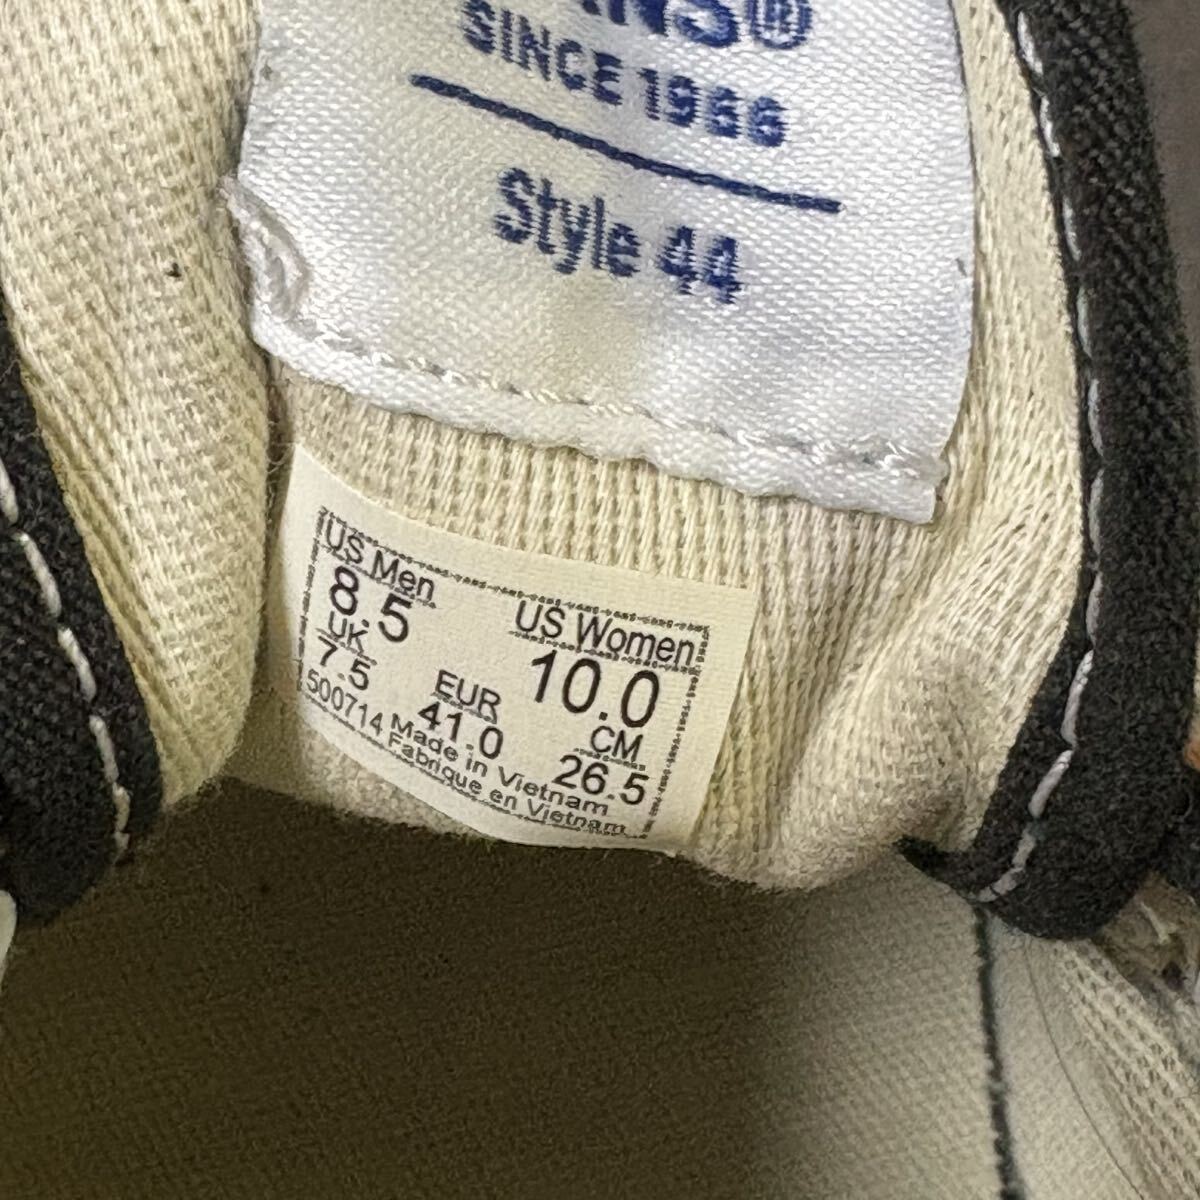 ANS®
SINCE 1966
Style 44
US Men
8.5
US Women
10.0
UK
7.5
EUR
41.0
CM
26.5
500714
Made in Vietnam
Fabrique en Vietnam